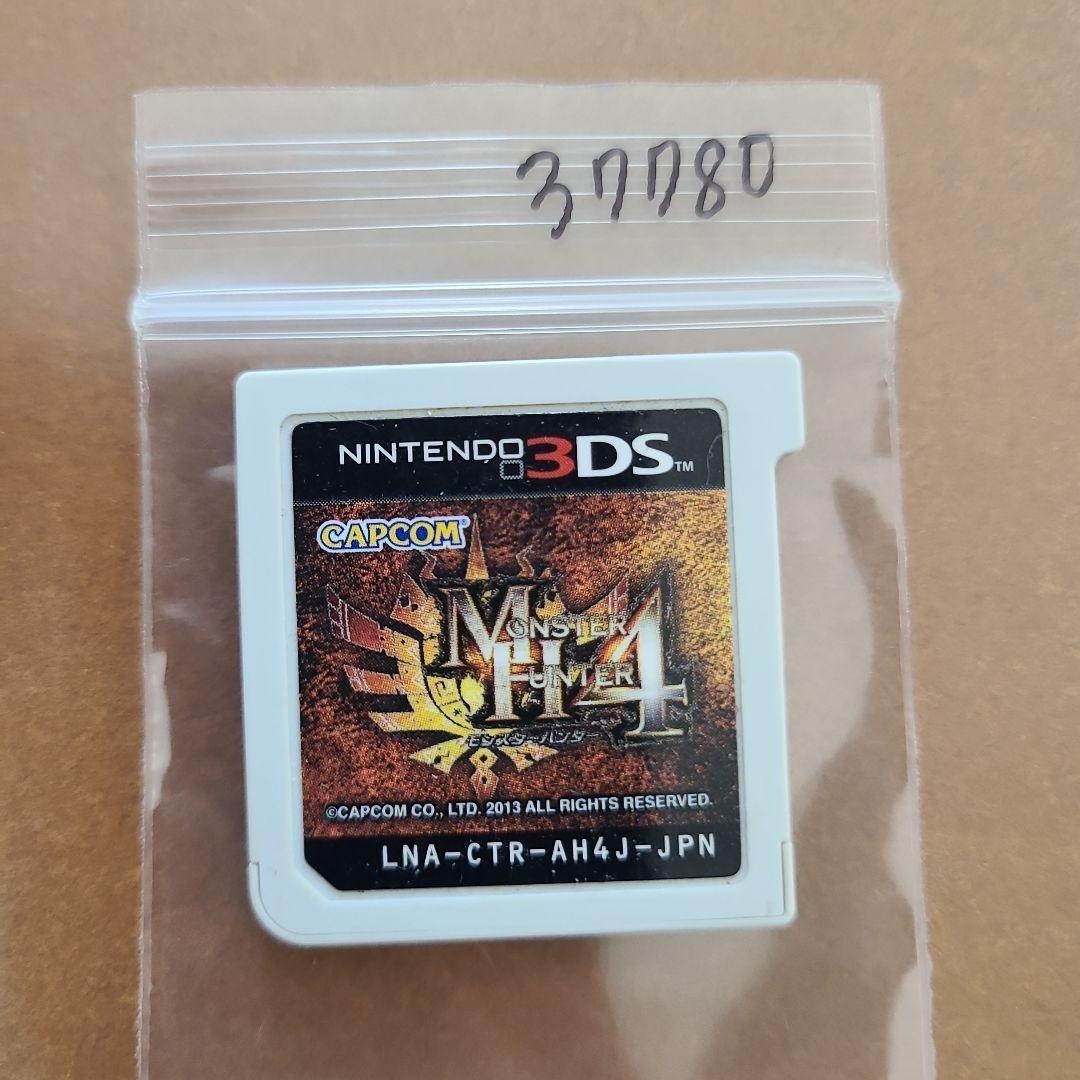 37780
NINTENDO 3DS™
CAPCOM®
MONSTER
HUNTER 4
モンスターハンター
©CAPCOM CO., LTD. 2013 ALL RIGHTS RESERVED.
LNA-CTR-AH4J-JPN